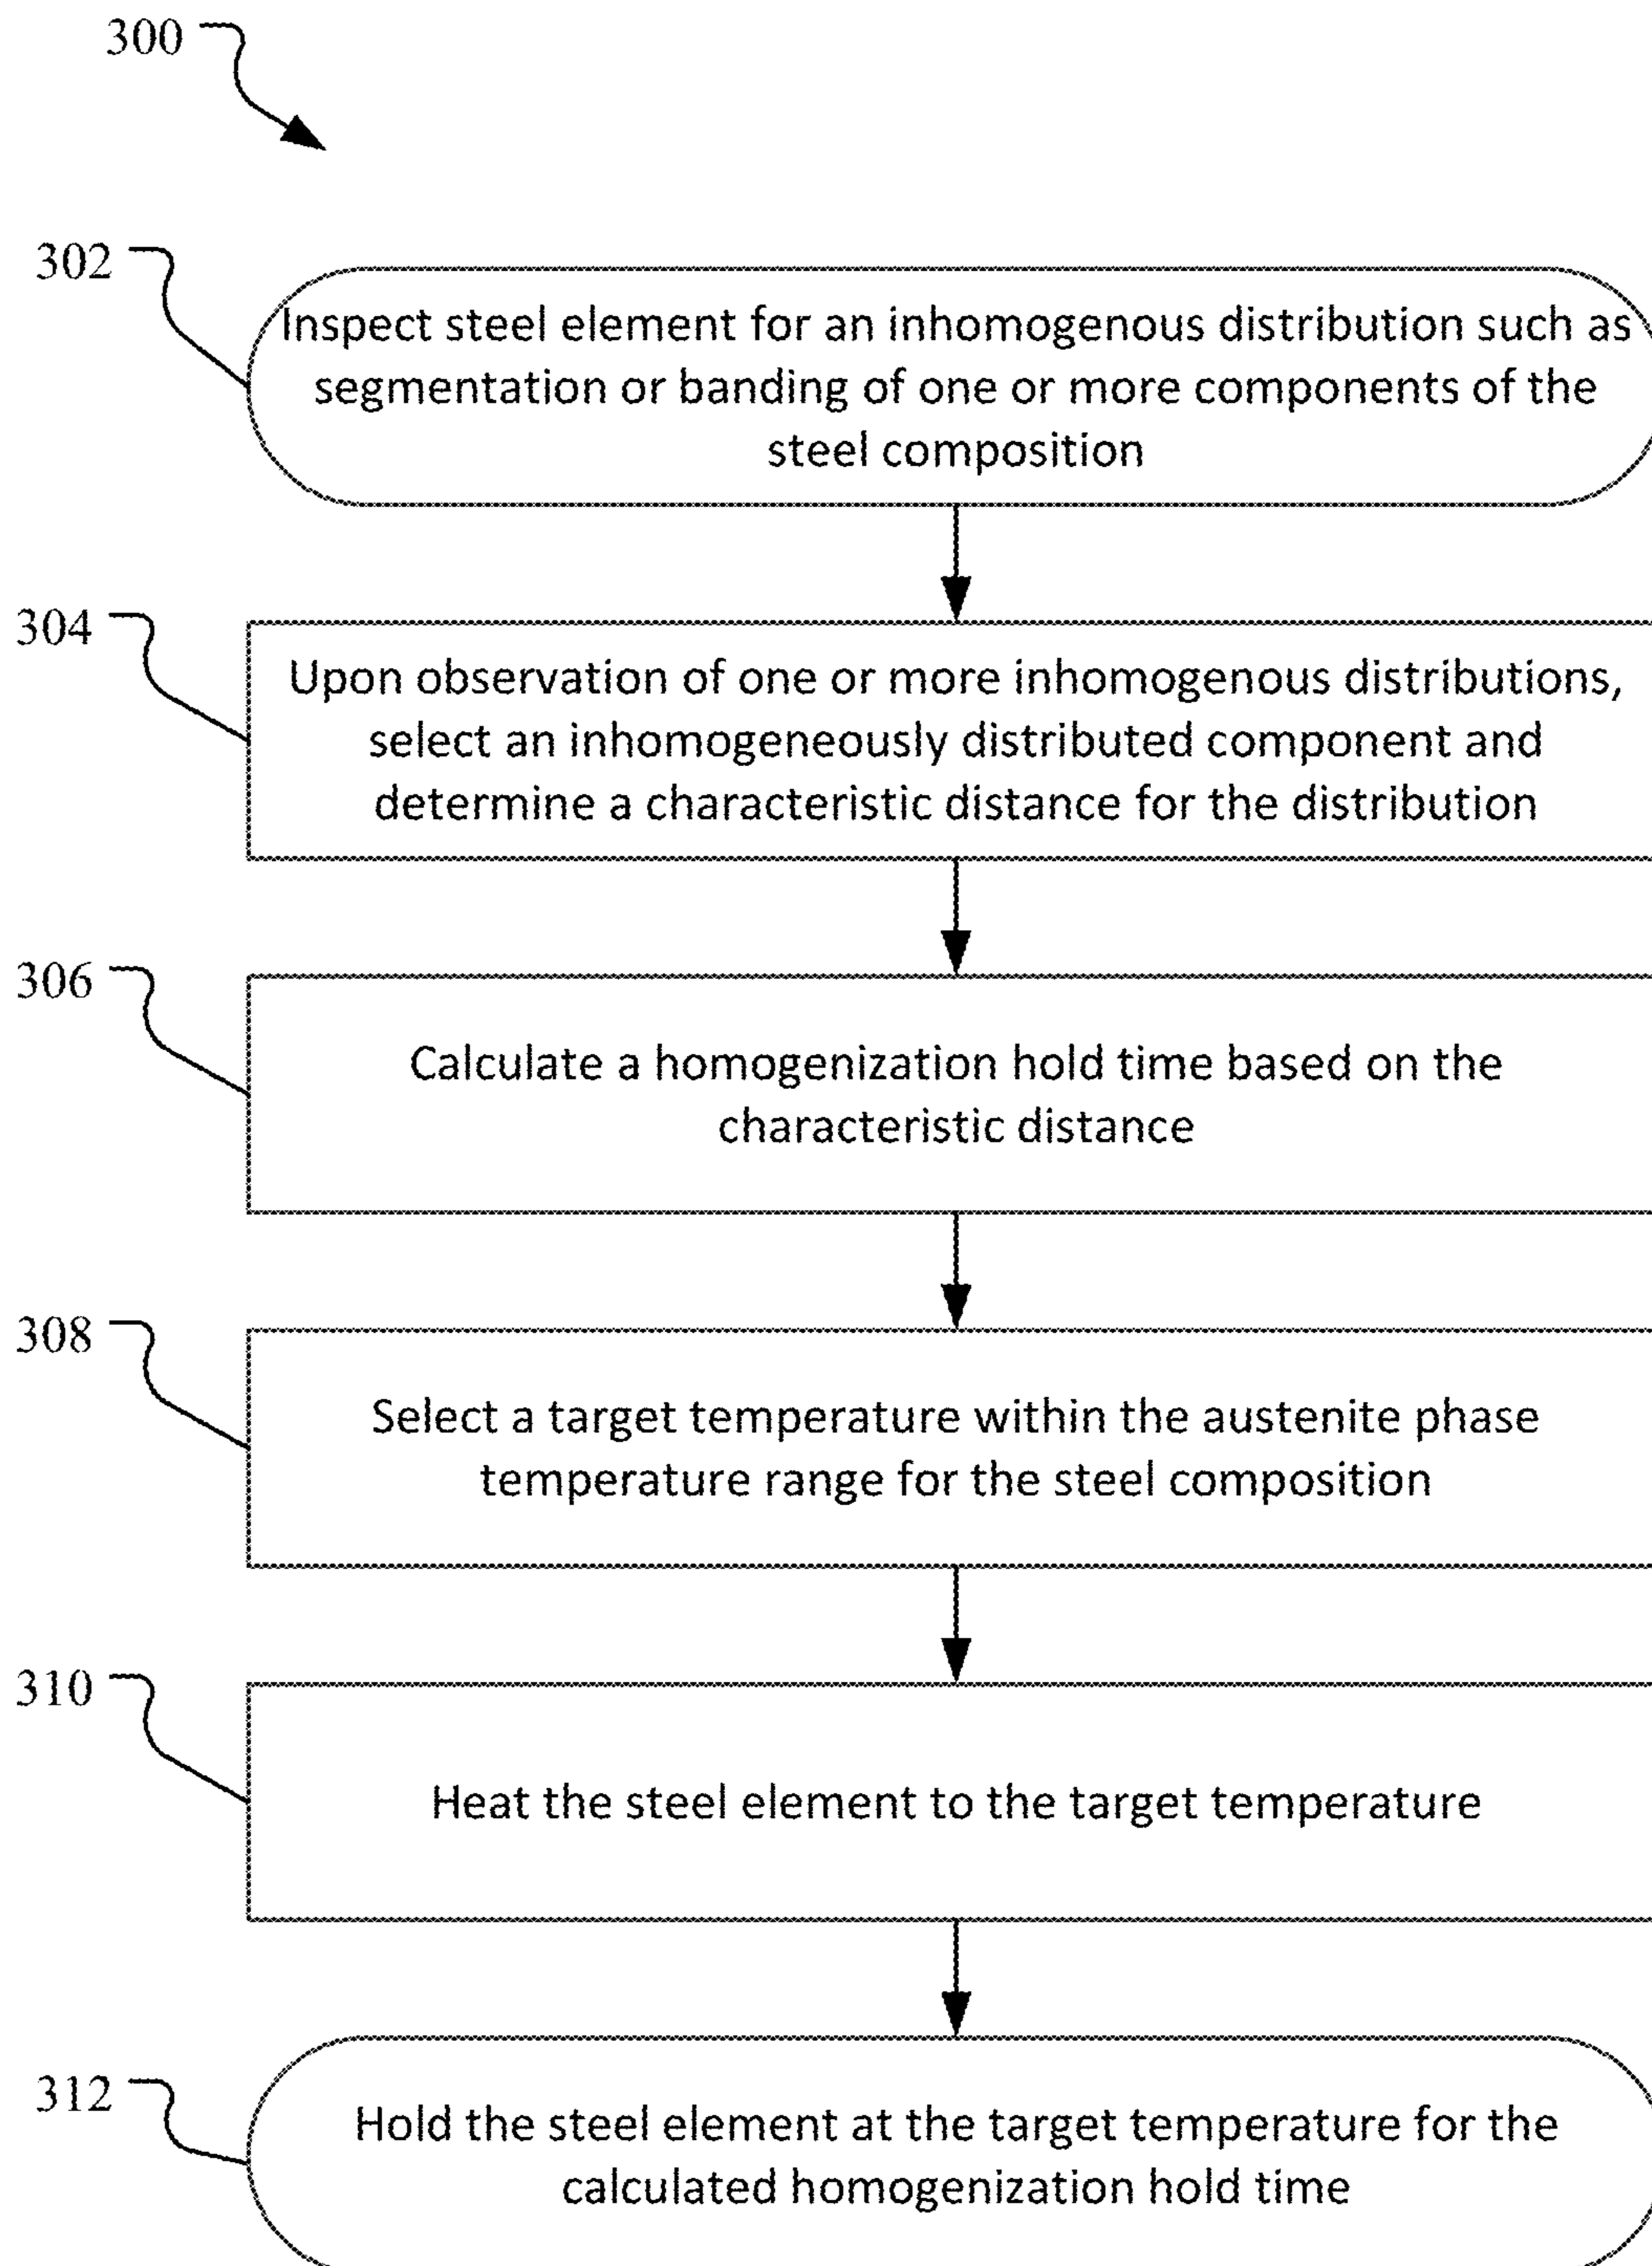 300
302
Inspect steel element for an inhomogenous distribution such as
segmentation or banding of one or more components of the
steel composition
304
Upon observation of one or more inhomogenous distributions,
select an inhomogeneously distributed component and
determine a characteristic distance for the distribution
306
Calculate a homogenization hold time based on the
characteristic distance
308
Select a target temperature within the austenite phase
temperature range for the steel composition
310
Heat the steel element to the target temperature
312
Hold the steel element at the target temperature for the
calculated homogenization hold time